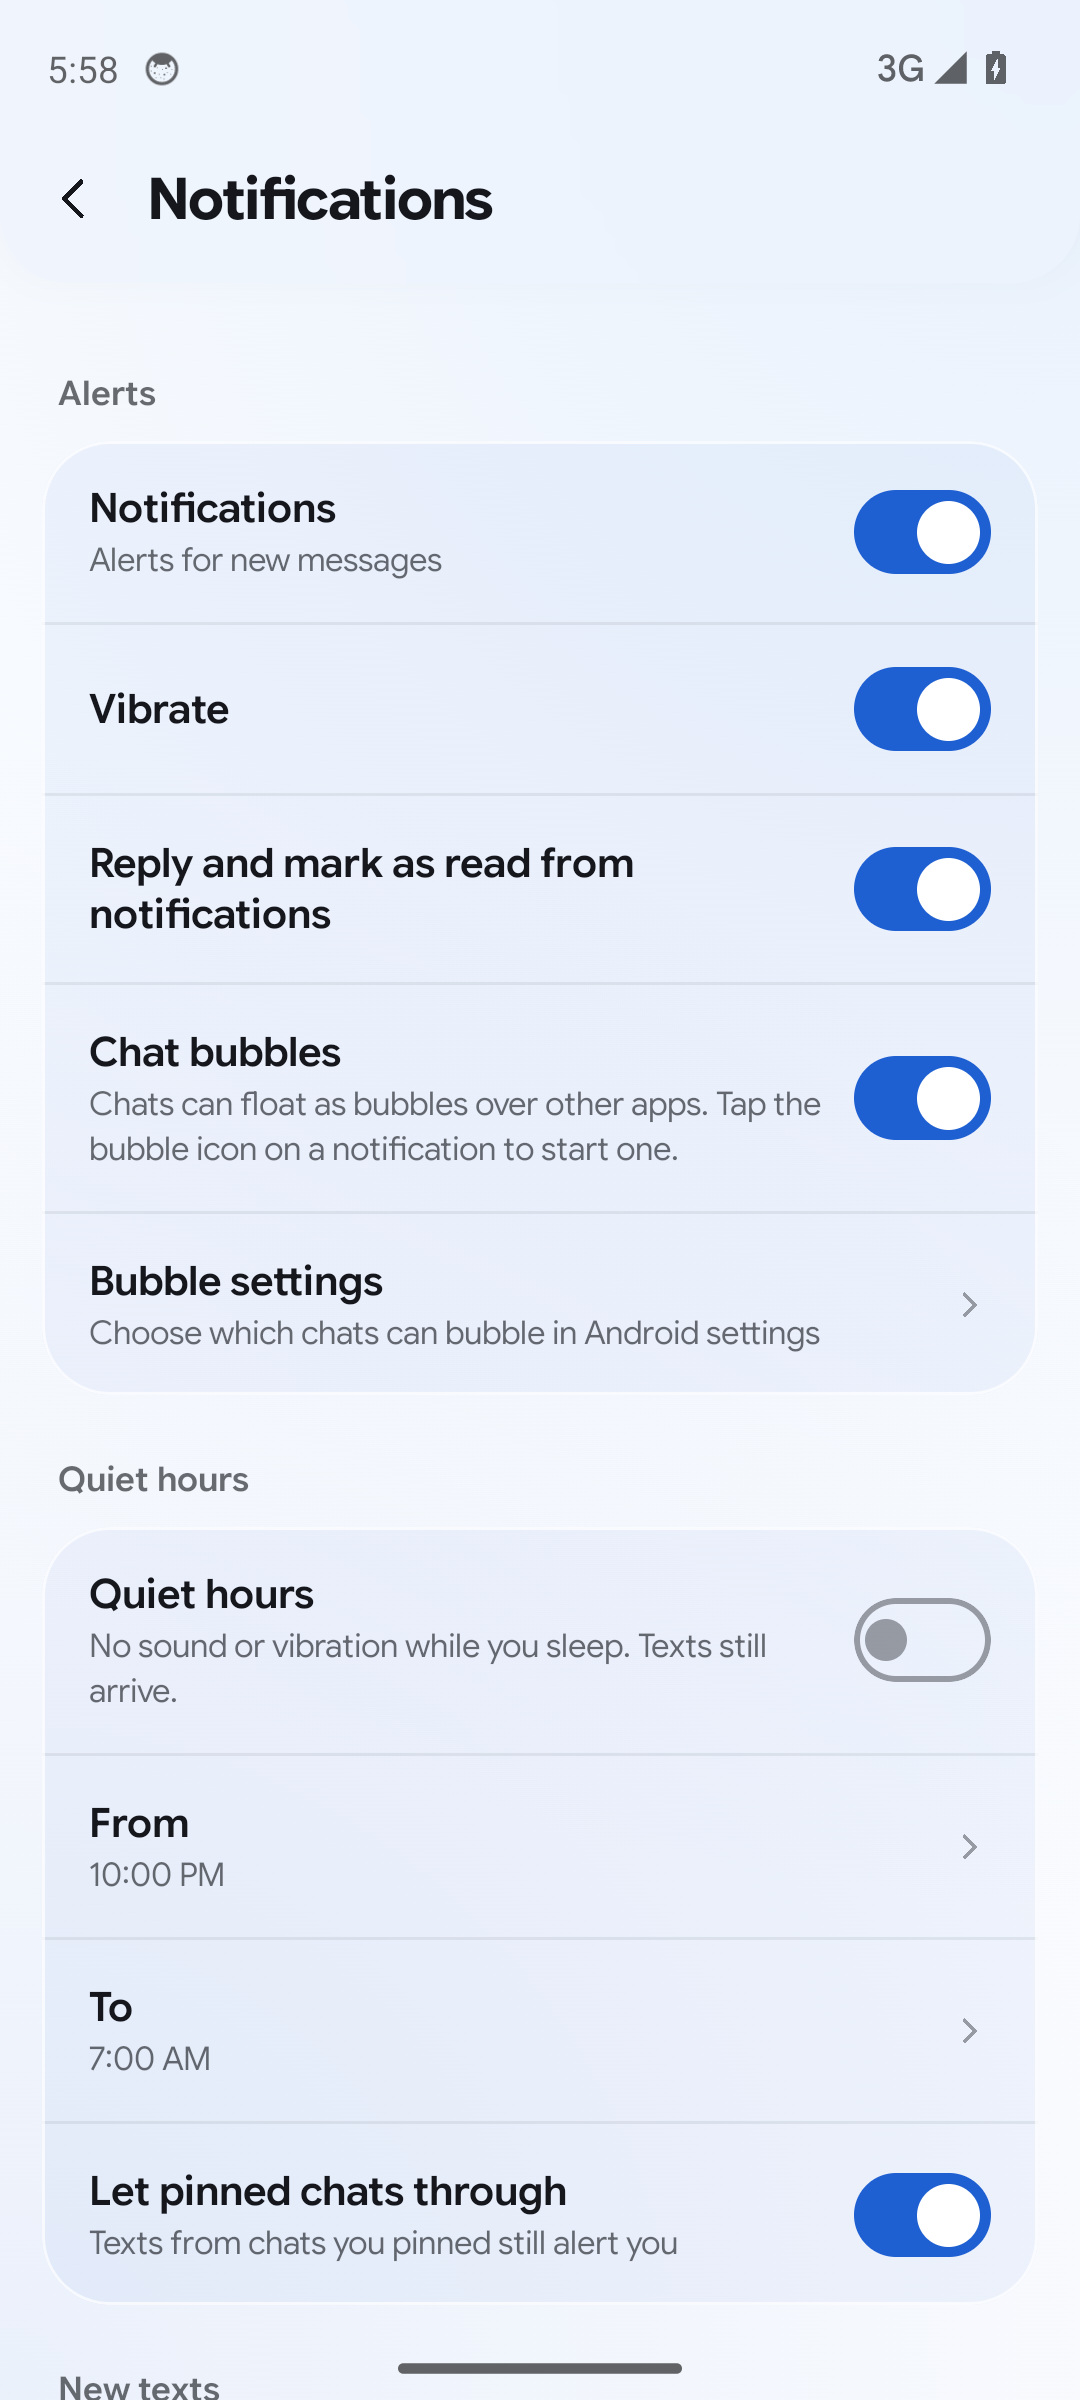 5:58
3G
Notifications
Alerts
Notifications
Alerts for new messages
Vibrate
Reply and mark as read from
notifications
Chat bubbles
Chats can float as bubbles over other apps. Tap the
bubble icon on a notification to start one.
Bubble settings
Choose which chats can bubble in Android settings
Quiet hours
Quiet hours
No sound or vibration while you sleep. Texts still
arrive.
From
10:00 PM
To
7:00 AM
Let pinned chats through
Texts from chats you pinned still alert you
New texts